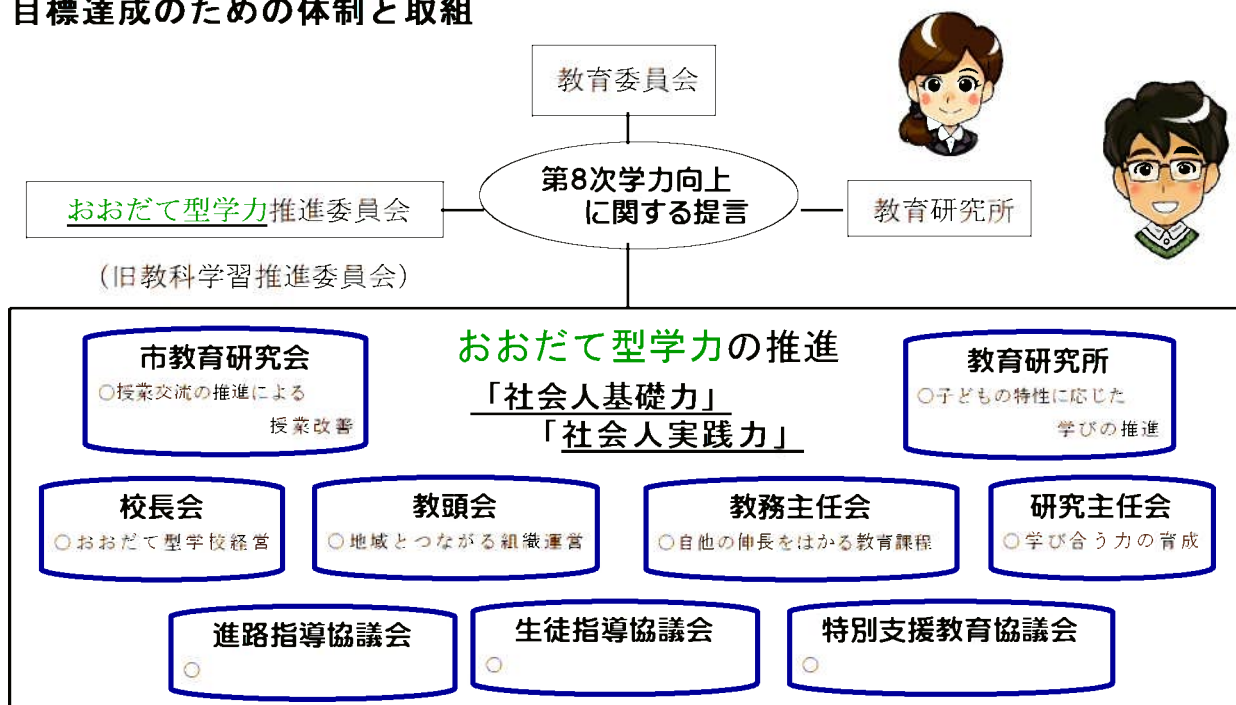 目標達成のための体制と取組
教育委員会
第8次学力向上
に関する提言
おおだて型学力推進委員会
教育研究所
(旧教科学習推進委員会)
おおだて型学力の推進
「社会人基礎力」
「社会人実践力」
市教育研究会
○授業交流の推進による
授業改善
教育研究所
○子どもの特性に応じた
学びの推進
校長会
○おおだて型学校経営
教頭会
○地域とつながる組織運営
教務主任会
○自他の伸長をはかる教育課程
研究主任会
○学び合う力の育成
進路指導協議会
○
生徒指導協議会
○
特別支援教育協議会
○